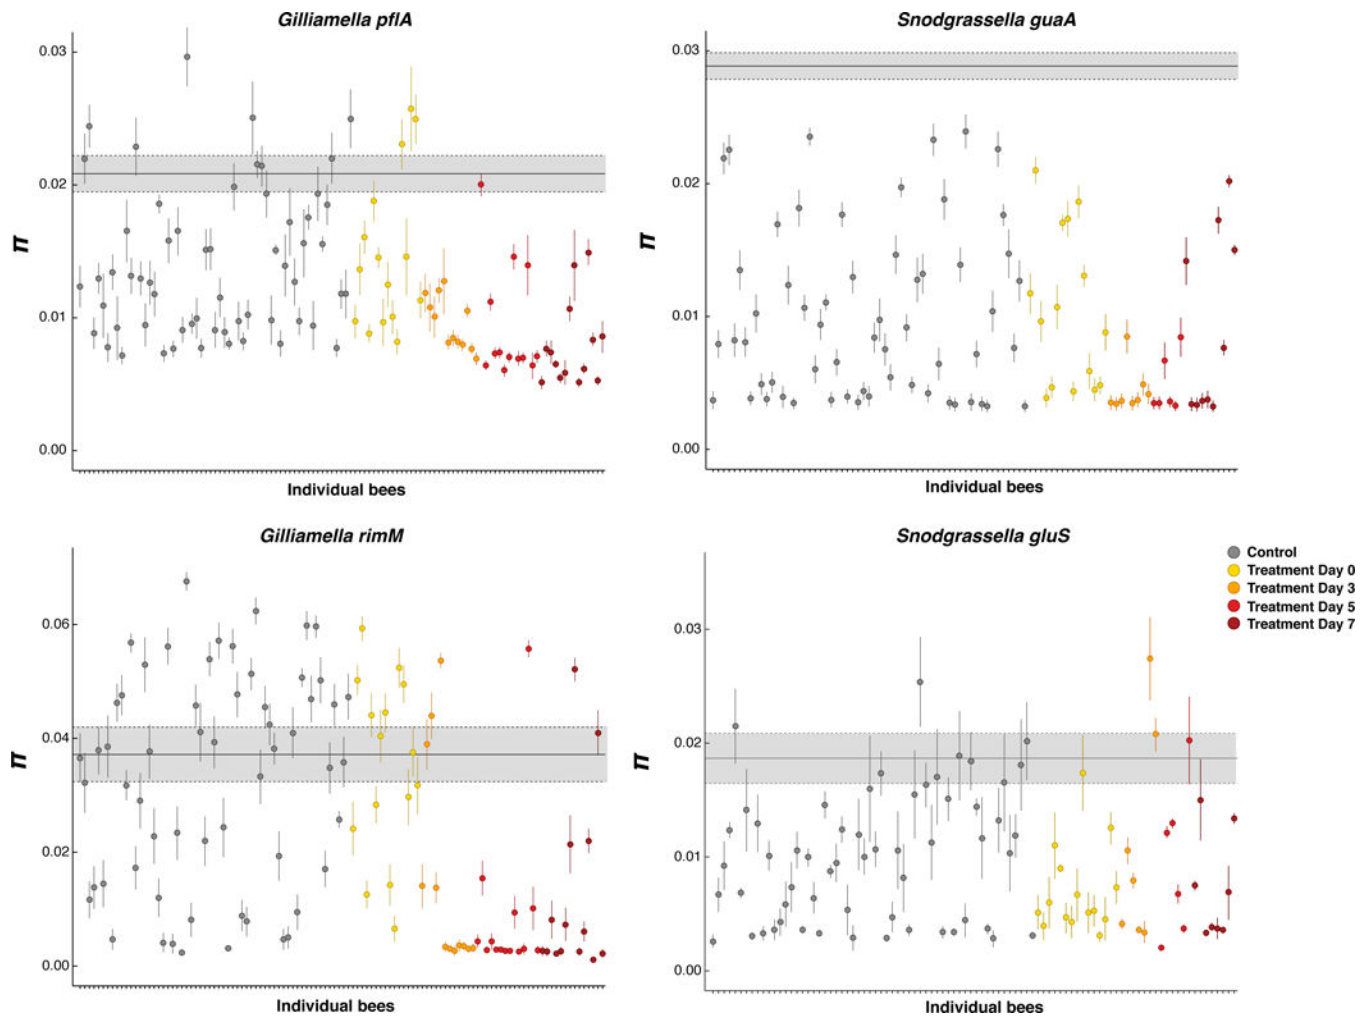 Gilliamella pflA
0.03
0.02
π
0.01
0.00
Individual bees
Snodgrassella guaA
0.03
0.02
π
0.01
0.00
Individual bees
Gilliamella rimM
0.06
0.04
π
0.02
0.00
Individual bees
Snodgrassella gluS
0.03
0.02
π
0.01
0.00
Individual bees
Control
Treatment Day 0
Treatment Day 3
Treatment Day 5
Treatment Day 7